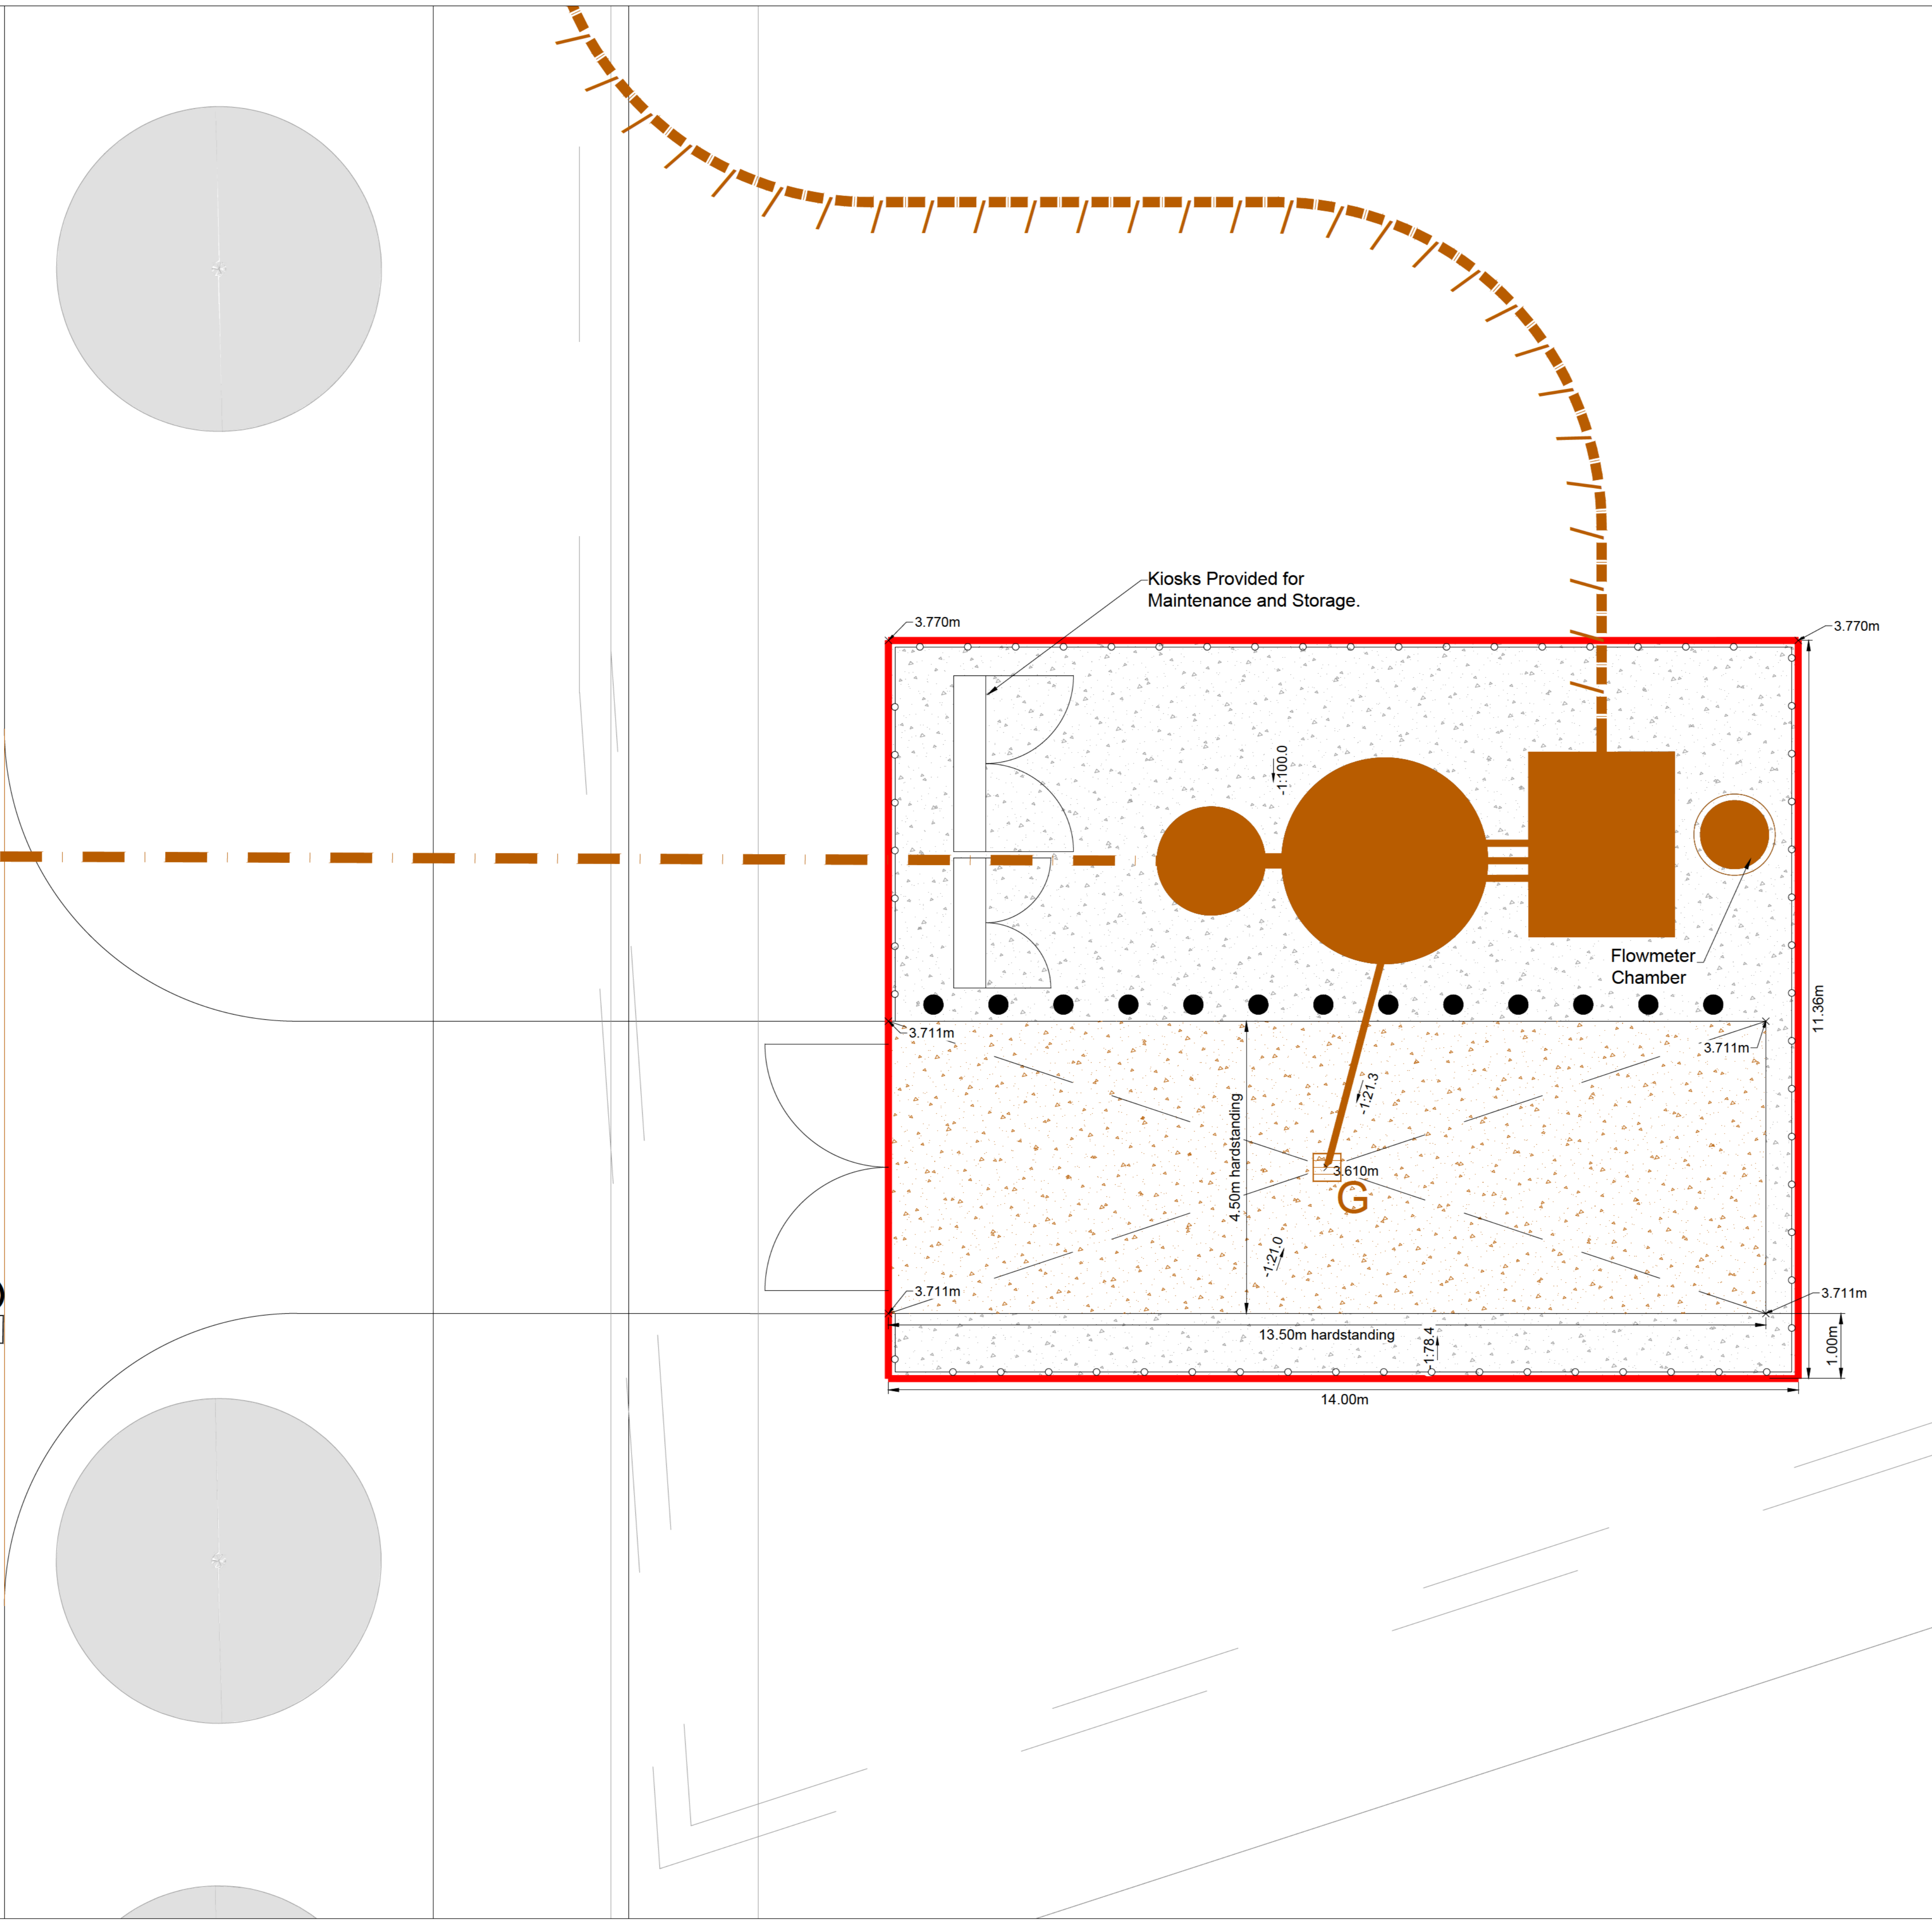 Kiosks Provided for
Maintenance and Storage.
3.770m
3.770m
-1:100.0
Flowmeter
Chamber
11.36m
3.711m
3.711m
-1:21.3
4.50m hardstanding
3.610m
G
-1:21.0
3.711m
3.711m
13.50m hardstanding
-1:78.4
1.00m
14.00m